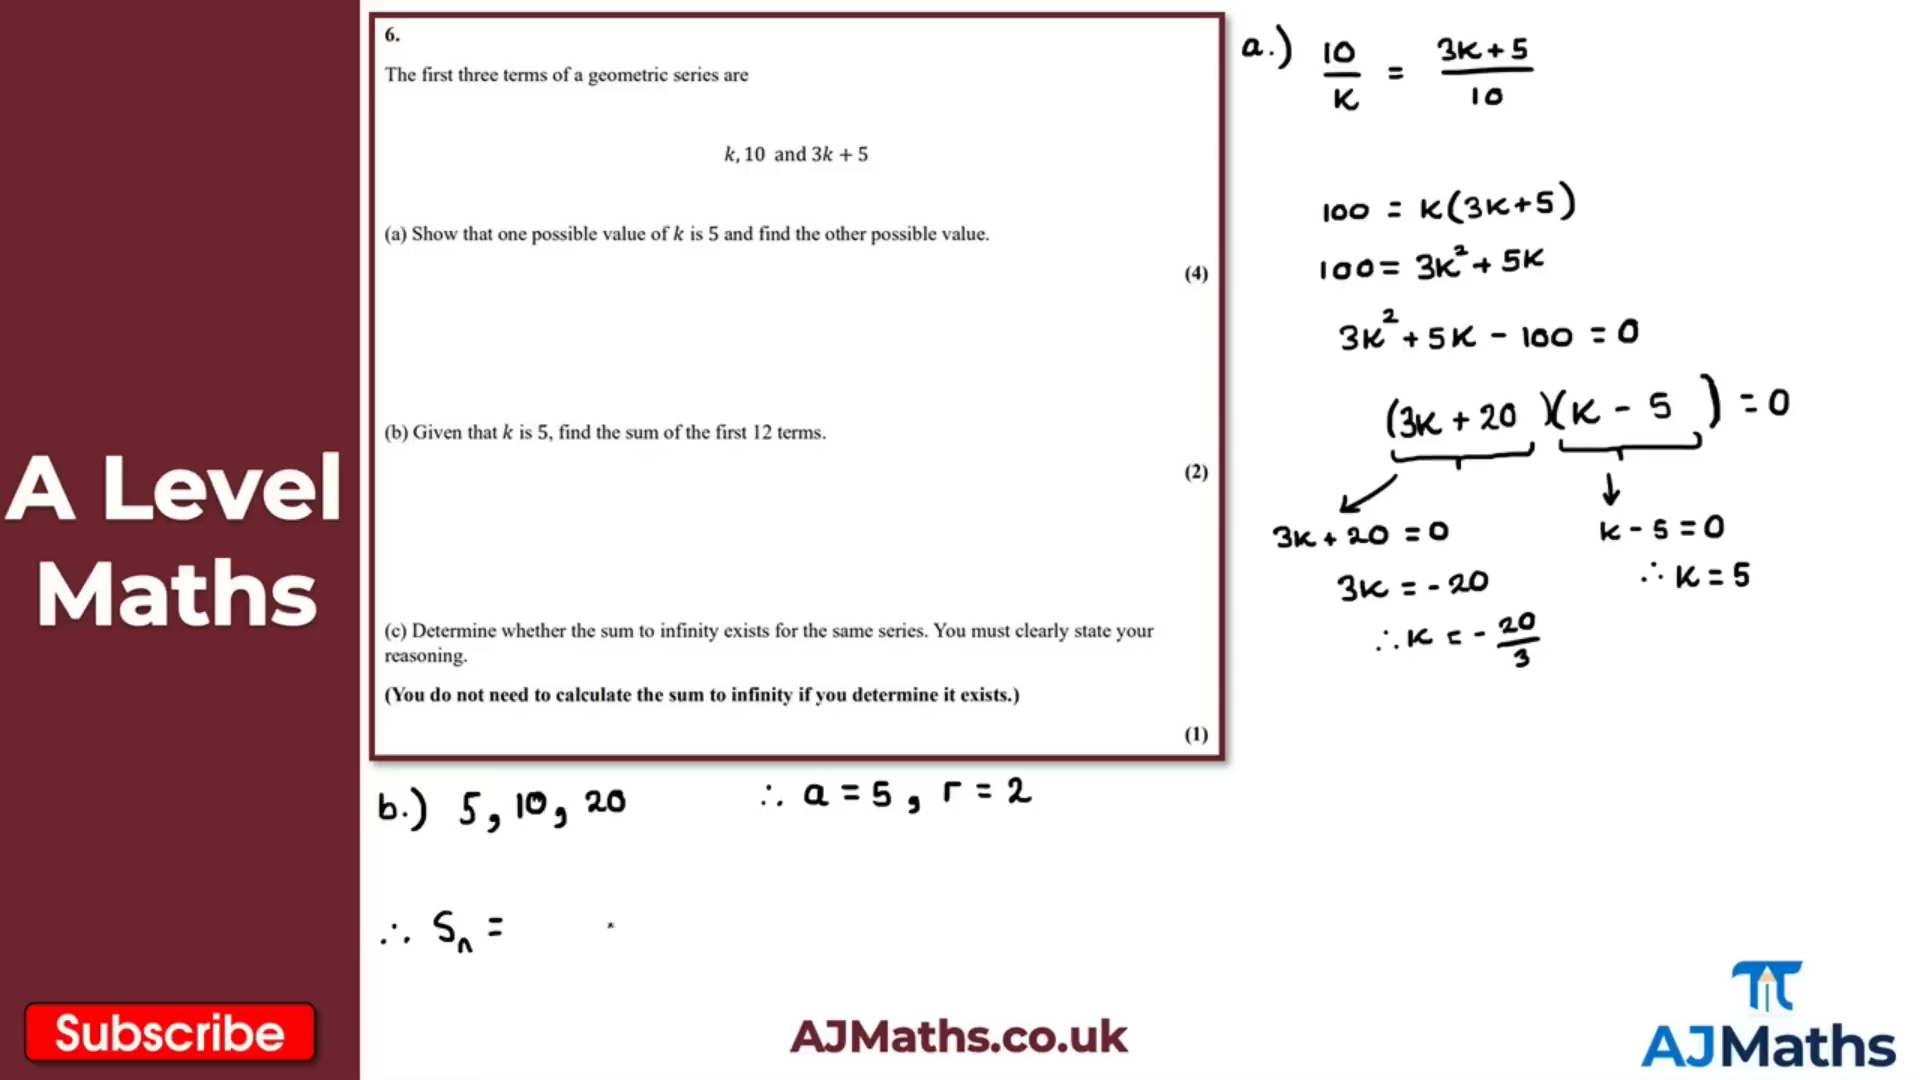 A Level
Maths
Subscribe
6.
The first three terms of a geometric series are
k, 10 and 3k + 5
(a) Show that one possible value of k is 5 and find the other possible value.
(4)
(b) Given that k is 5, find the sum of the first 12 terms.
(2)
(c) Determine whether the sum to infinity exists for the same series. You must clearly state your
reasoning.
(You do not need to calculate the sum to infinity if you determine it exists.)
(1)
a.) 10/k = (3k+5)/10
100 = k(3k+5)
100 = 3k² + 5k
3k² + 5k - 100 = 0
(3k + 20)(k - 5) = 0
3k + 20 = 0 k - 5 = 0
3k = -20 ∴ k = 5
∴ k = -20/3
b.) 5, 10, 20 ∴ a = 5, r = 2
∴ Sn =
AJMaths.co.uk
AJMaths